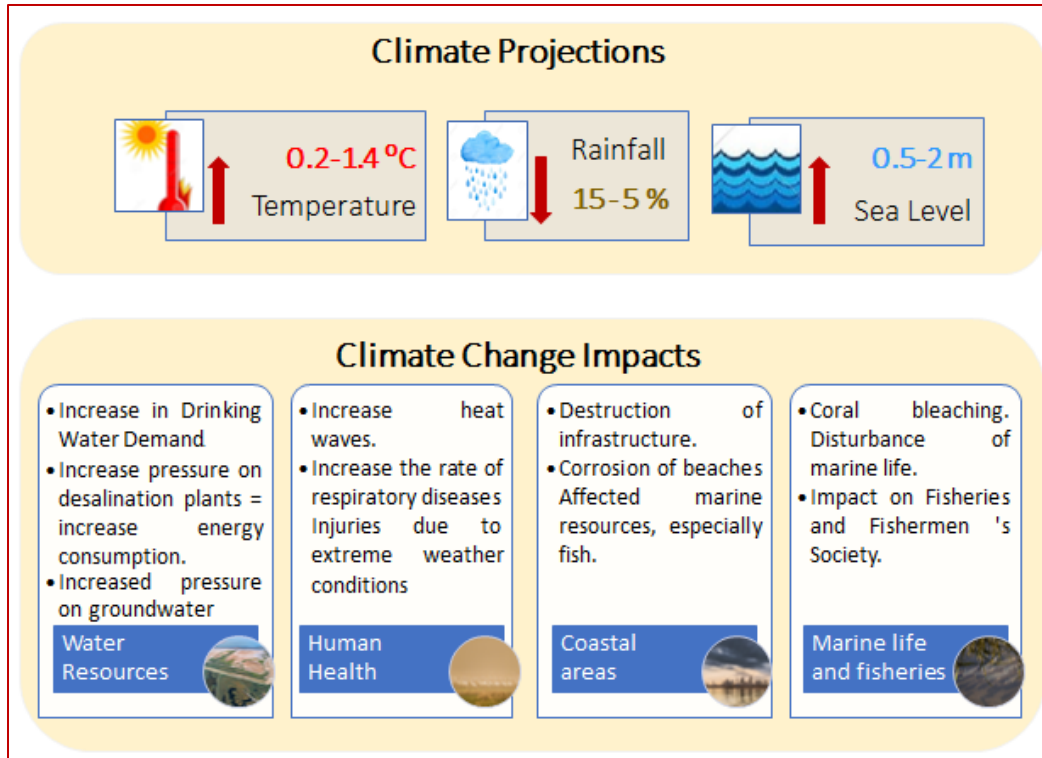 Climate Projections
0.2-1.4 ºC
Temperature
Rainfall
15-5 %
0.5-2 m
Sea Level
Climate Change Impacts
• Increase in Drinking
Water Demand
• Increase pressure on
desalination plants =
increase energy
consumption.
• Increased pressure
on groundwater
Water
Resources
• Increase heat
waves.
• Increase the rate of
respiratory diseases
Injuries due to
extreme weather
conditions
Human
Health
• Destruction of
infrastructure.
• Corrosion of beaches
Affected marine
resources, especially
fish.
Coastal
areas
• Coral bleaching.
Disturbance of
marine life.
• Impact on Fisheries
and Fishermen 's
Society.
Marine life
and fisheries